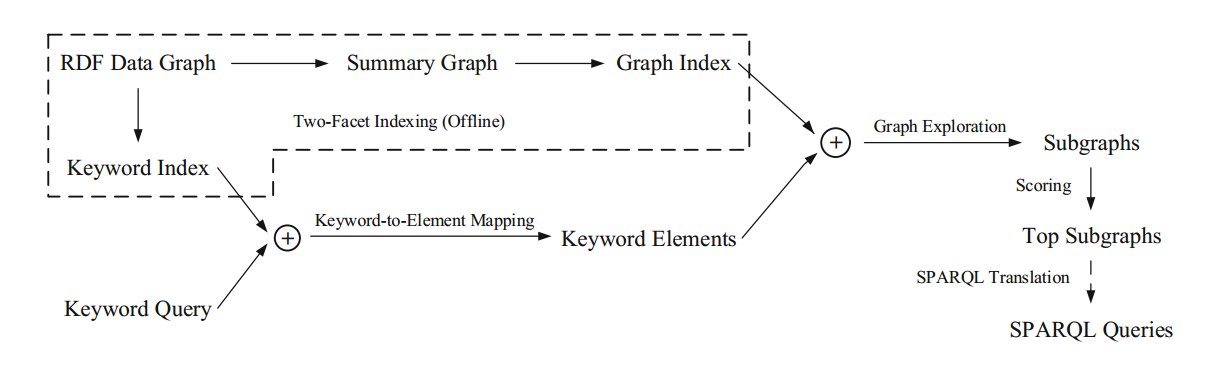 RDF Data Graph
Summary Graph
Graph Index
Two-Facet Indexing (Offline)
Keyword Index
Graph Exploration
Subgraphs
Scoring
Keyword-to-Element Mapping
Keyword Elements
Top Subgraphs
SPARQL Translation
Keyword Query
SPARQL Queries